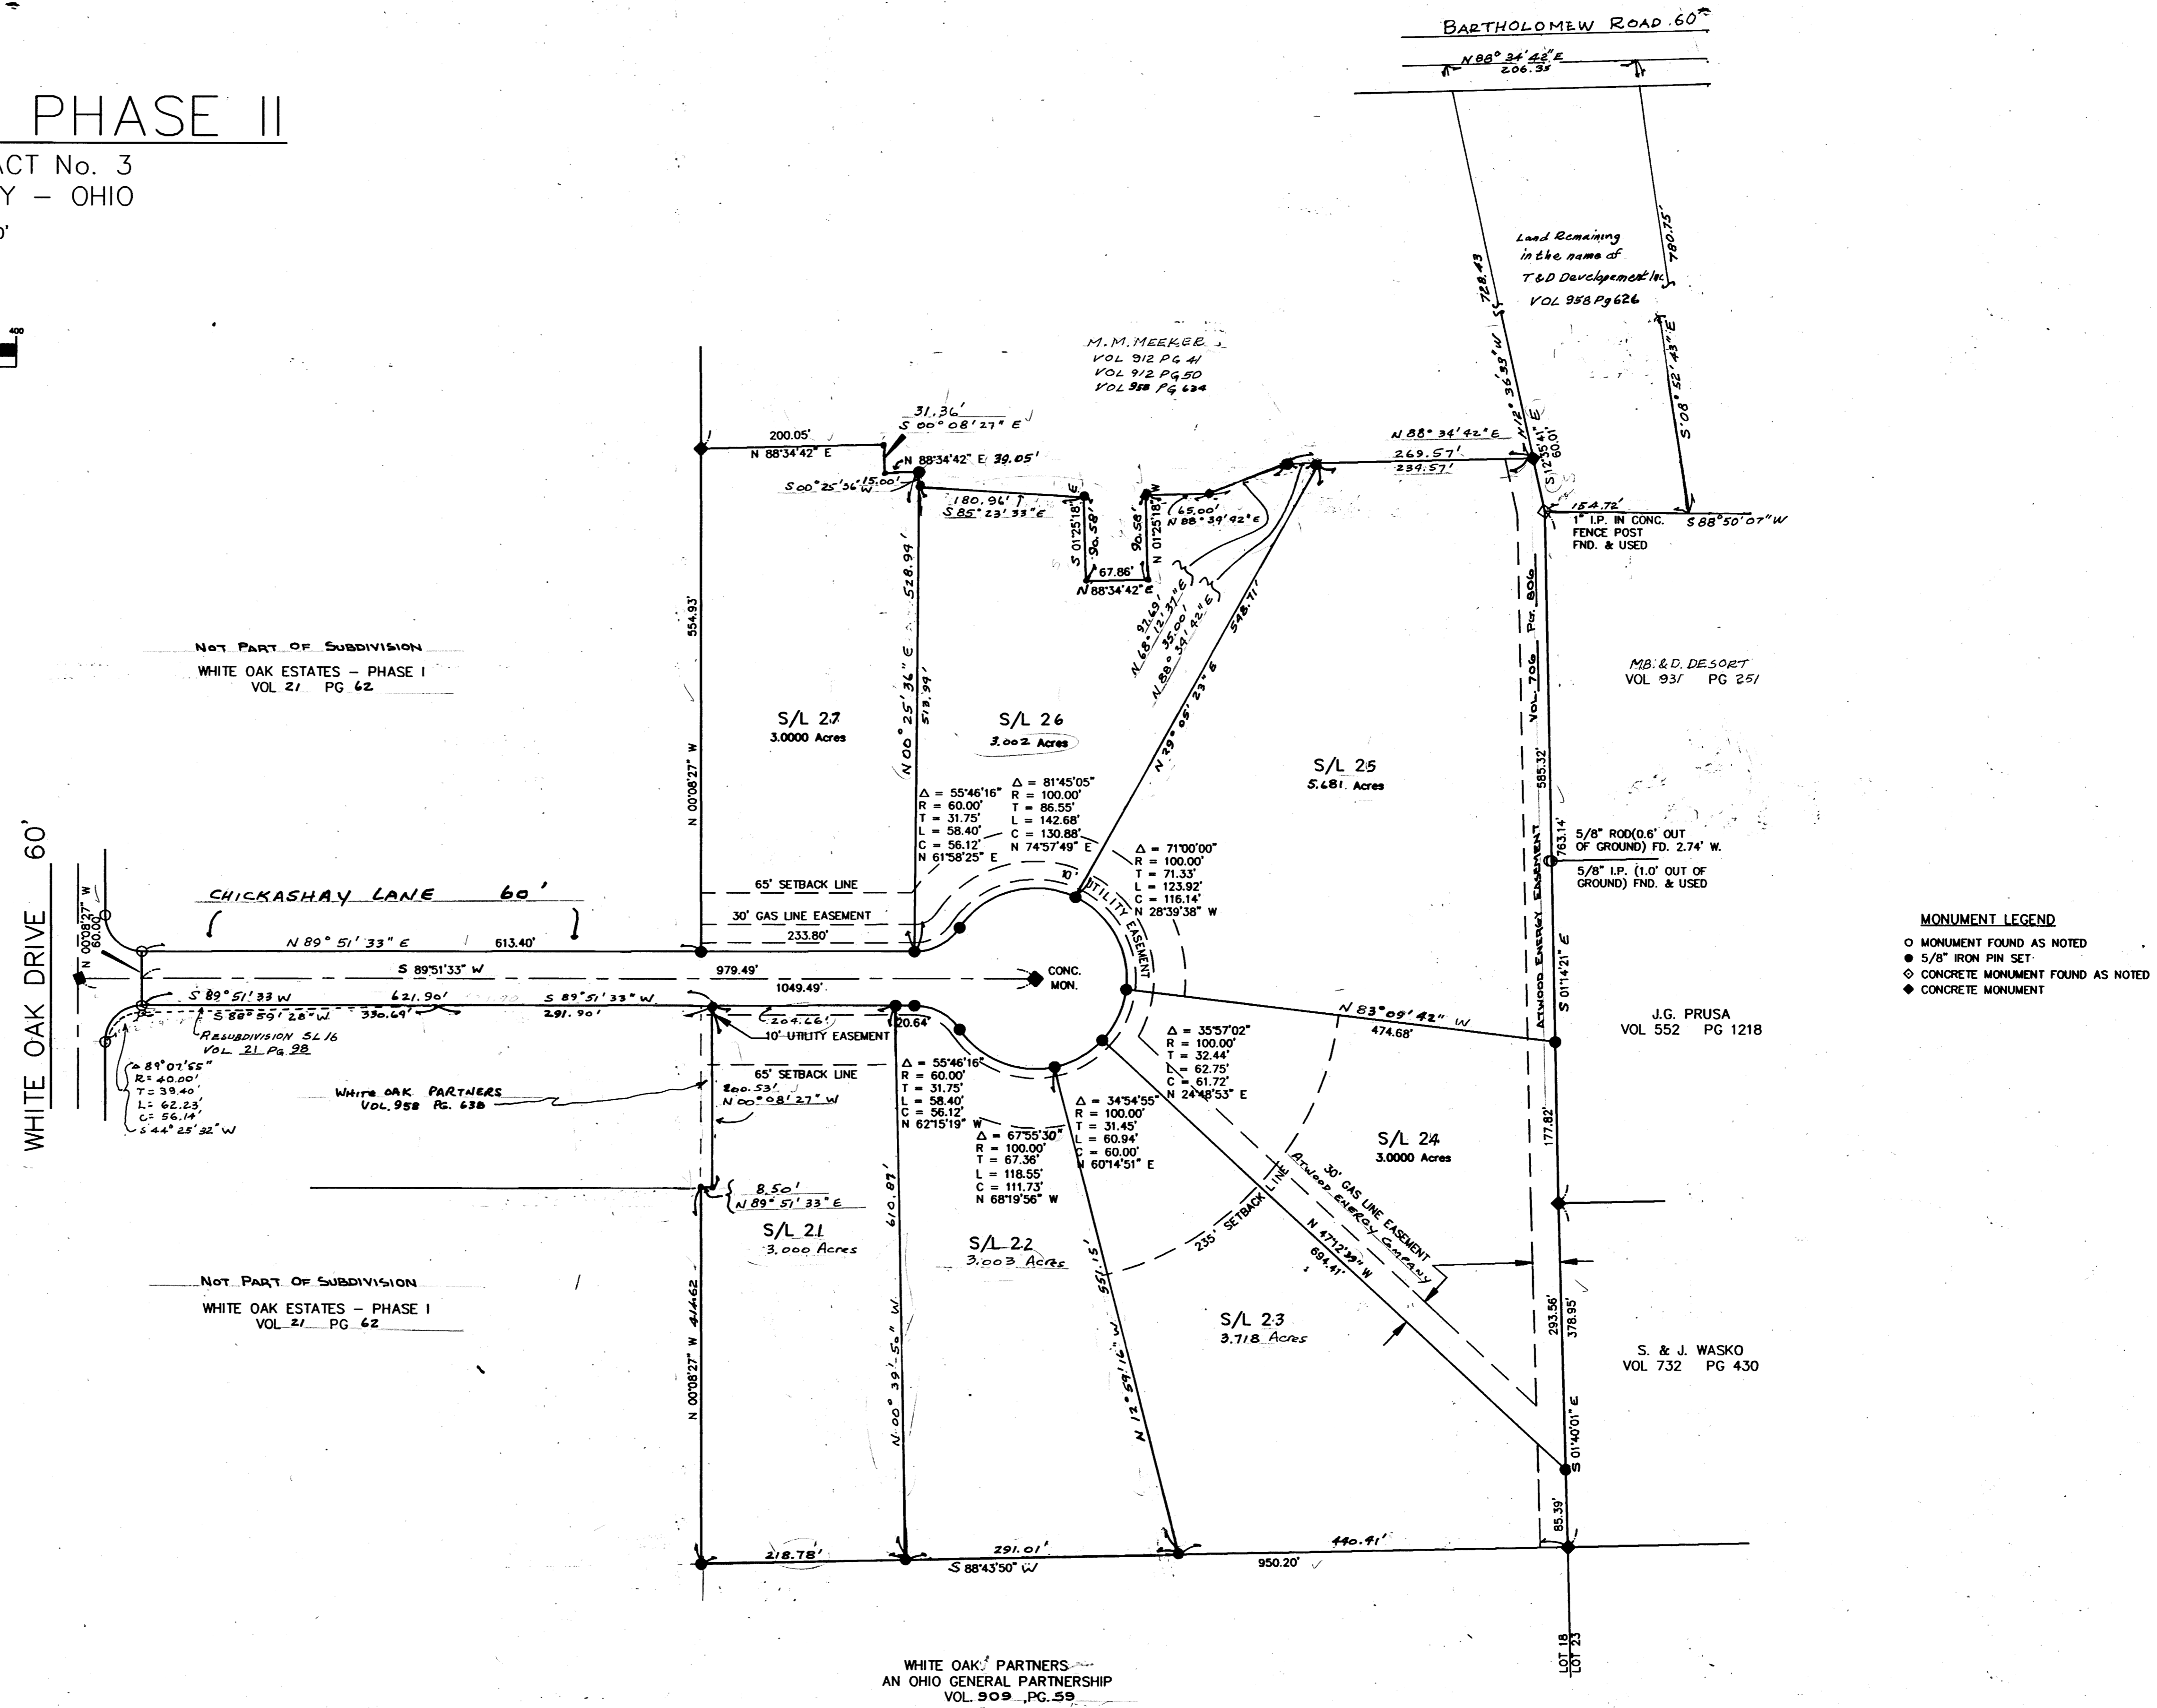 PHASE II
ACT No. 3
Y – OHIO
0'
400
BARTHOLOMEW ROAD 60'
N 88° 34' 42" E
206.35
728.43
N 12° 36' 39" W
780.75'
S 08° 52' 43" E
Land Remaining
in the name of
T & D Developement Inc
VOL 958 Pg 626
M. M. MEEKER
VOL 912 PG 41
VOL 912 PG 50
VOL 958 PG 634
31.36'
S 00° 08' 27" E
200.05'
N 88°34'42" E
N 88°34'42" E 39.05'
S 00° 25' 36" W
15.00'
180.96'
S 85° 23' 33" E
S 01°25'18" E
90.58'
67.86'
N 88°34'42" E
90.58'
N 01°25'18" W
65.00'
N 88° 34' 42" E
97.69'
N 68° 12' 37" E
35.00'
N 88° 34' 42" E
N 88° 34' 42" E
269.57'
234.57'
S 12°35'41" E
60.01'
154.72'
S 88° 50' 07" W
1" I.P. IN CONC.
FENCE POST
FND. & USED
548.71'
N 29° 05' 23" E
554.93'
N 00°08'27" W
N 00° 25' 36" E 528.94'
513.94'
NOT PART OF SUBDIVISION
WHITE OAK ESTATES – PHASE I
VOL 21 PG 62
S/L 27
3.0000 Acres
S/L 26
3.002 Acres
S/L 25
5.681 Acres
VOL. 706 PG. 806
ATWOOD ENERGY EASEMENT
585.32'
763.14'
S 01°14'21" E
M.B. & D. DESORT
VOL 931 PG 251
5/8" ROD(0.6' OUT
OF GROUND) FD. 2.74' W.
5/8" I.P. (1.0' OUT OF
GROUND) FND. & USED
Δ = 55°46'16"
R = 60.00'
T = 31.75'
L = 58.40'
C = 56.12'
N 61°58'25" E
Δ = 81°45'05"
R = 100.00'
T = 86.55'
L = 142.68'
C = 130.88'
N 74°57'49" E
Δ = 71°00'00"
R = 100.00'
T = 71.33'
L = 123.92'
C = 116.14'
N 28°39'38" W
65' SETBACK LINE
30' GAS LINE EASEMENT
233.80'
10' UTILITY EASEMENT
WHITE OAK DRIVE 60'
N 00°08'27" W
60.00'
CHICKASHAY LANE 60'
N 89° 51' 33" E 613.40'
S 89°51'33" W
979.49'
1049.49'
CONC.
MON.
S 89° 51' 33 W 621.90' S 89° 51' 33" W
330.69'
291.90'
RESUBDIVISION SL 16
VOL 21 PG 98
Δ 89° 07' 55"
R= 40.00'
T= 39.40'
L= 62.23'
C= 56.14'
S 44° 25' 32" W
204.66'
20.64'
10' UTILITY EASEMENT
65' SETBACK LINE
WHITE OAK PARTNERS
VOL. 958 PG. 638
200.53'
N 00° 08' 27" W
8.50'
N 89° 51' 33" E
Δ = 55°46'16"
R = 60.00'
T = 31.75'
L = 58.40'
C = 56.12'
N 62°15'19" W
Δ = 67°55'30"
R = 100.00'
T = 67.36'
L = 118.55'
C = 111.73'
N 68°19'56" W
Δ = 34°54'55"
R = 100.00'
T = 31.45'
L = 60.94'
C = 60.00'
N 60°14'51" E
Δ = 35°57'02"
R = 100.00'
T = 32.44'
L = 62.75'
C = 61.72'
N 24°48'53" E
N 83° 09' 42" W
474.68'
J.G. PRUSA
VOL 552 PG 1218
MONUMENT LEGEND
MONUMENT FOUND AS NOTED
5/8" IRON PIN SET
CONCRETE MONUMENT FOUND AS NOTED
CONCRETE MONUMENT
177.82'
S/L 24
3.0000 Acres
235' SETBACK LINE
30' GAS LINE EASEMENT
ATWOOD ENERGY COMPANY
N 47°12'39" W
694.41'
S/L 21
3.000 Acres
S/L 22
3.003 Acres
S/L 23
3.718 Acres
N 00°08'27" W 414.62
610.87'
N 00° 39' 50" W
551.15'
N 12° 59' 16" W
293.56'
378.95'
S 01°40'01" E
85.39'
S. & J. WASKO
VOL 732 PG 430
NOT PART OF SUBDIVISION
WHITE OAK ESTATES – PHASE I
VOL 21 PG 62
218.78'
291.01'
S 88°43'50" W
440.41'
950.20'
LOT 18
LOT 23
WHITE OAK PARTNERS
AN OHIO GENERAL PARTNERSHIP
VOL. 909 ,PG. 59